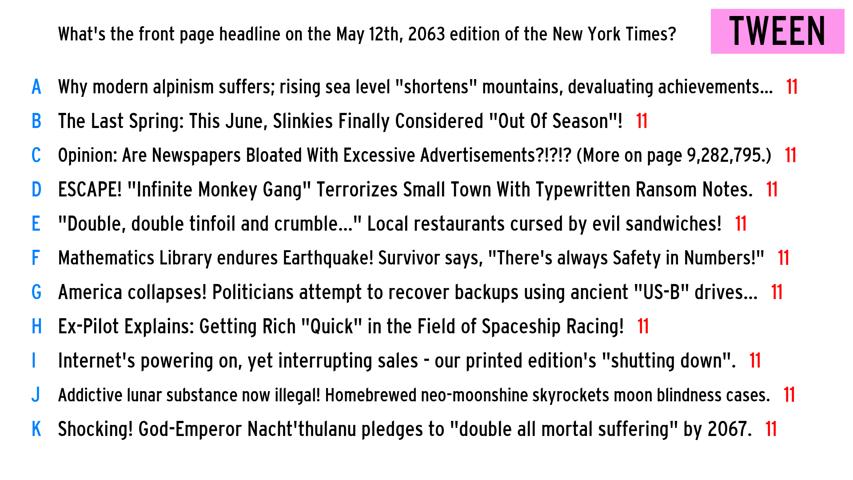 What's the front page headline on the May 12th, 2063 edition of the New York Times?
TWEEN
A Why modern alpinism suffers; rising sea level "shortens" mountains, devaluating achievements... 11
B The Last Spring: This June, Slinkies Finally Considered "Out Of Season"! 11
C Opinion: Are Newspapers Bloated With Excessive Advertisements?!?!? (More on page 9,282,795.) 11
D ESCAPE! "Infinite Monkey Gang" Terrorizes Small Town With Typewritten Ransom Notes. 11
E "Double, double tinfoil and crumble..." Local restaurants cursed by evil sandwiches! 11
F Mathematics Library endures Earthquake! Survivor says, "There's always Safety in Numbers!" 11
G America collapses! Politicians attempt to recover backups using ancient "US-B" drives... 11
H Ex-Pilot Explains: Getting Rich "Quick" in the Field of Spaceship Racing! 11
I Internet's powering on, yet interrupting sales - our printed edition's "shutting down". 11
J Addictive lunar substance now illegal! Homebrewed neo-moonshine skyrockets moon blindness cases. 11
K Shocking! God-Emperor Nacht'thulanu pledges to "double all mortal suffering" by 2067. 11